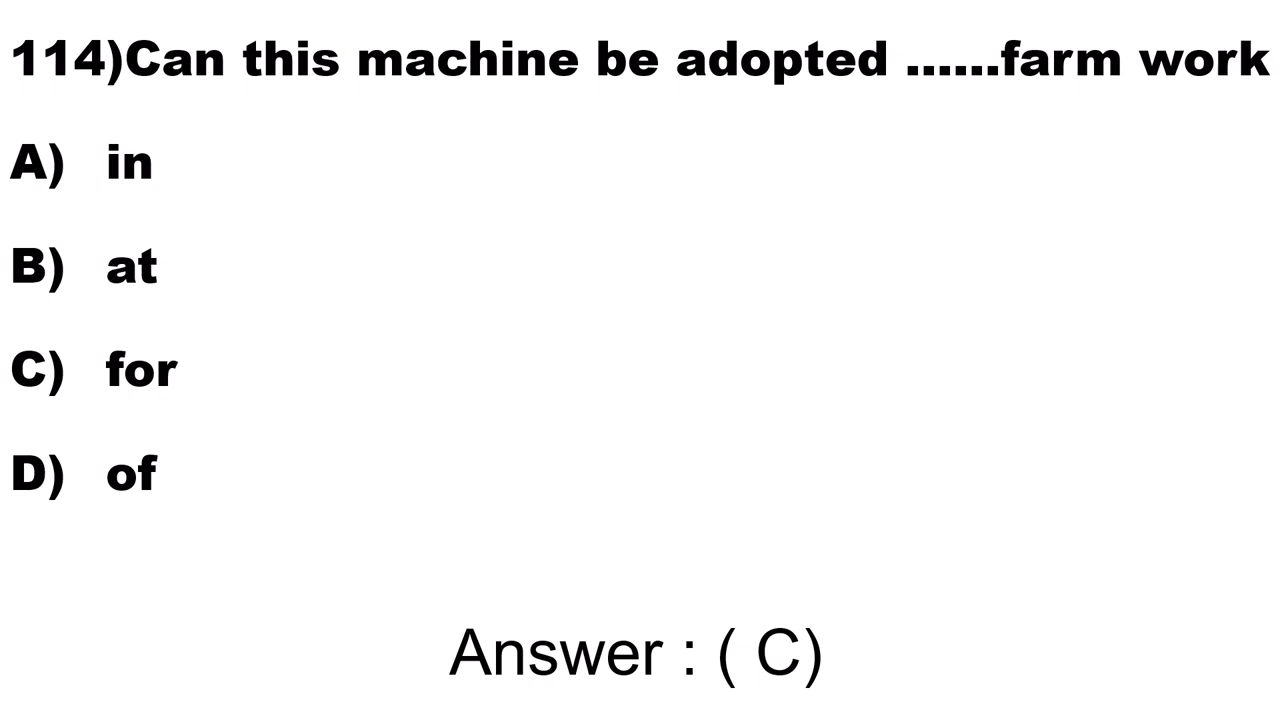 114)Can this machine be adopted ......farm work
A) in
B) at
C) for
D) of
Answer : ( C)